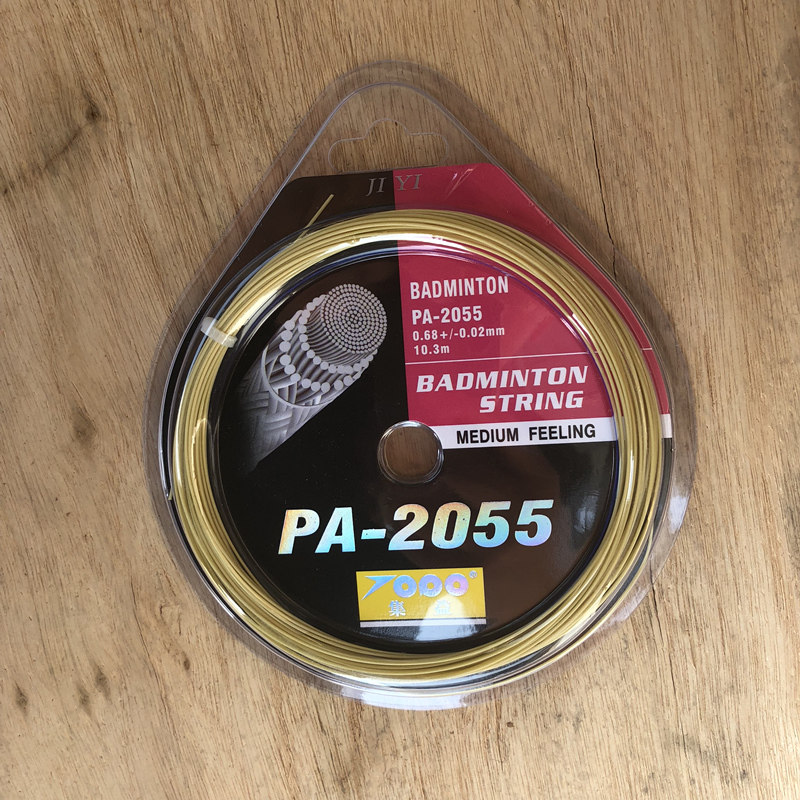 JI YI
BADMINTON
PA-2055
0.68+/-0.02mm
10.3m
BADMINTON
STRING
MEDIUM FEELING
PA-2055